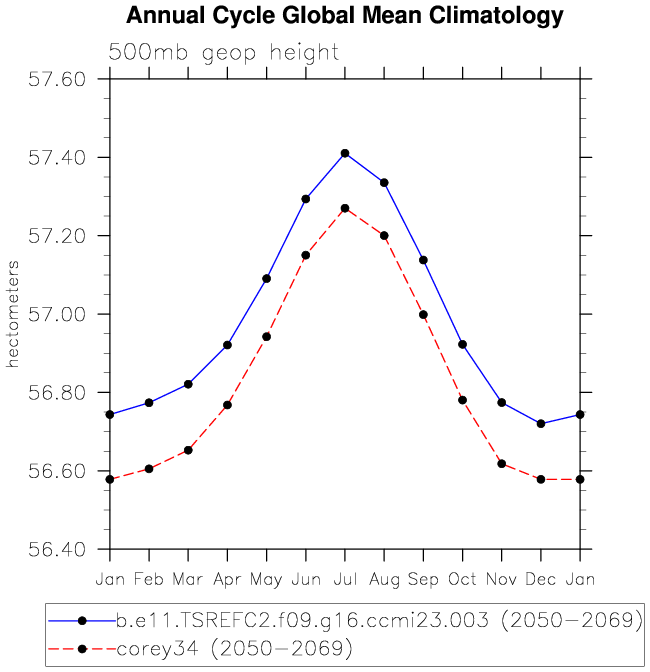 Annual Cycle Global Mean Climatology
500mb geop height
57.60
57.40
57.20
57.00
56.80
56.60
56.40
hectometers
Jan Feb Mar Apr May Jun Jul Aug Sep Oct Nov Dec Jan
b.e11.TSREFC2.f09.g16.ccmi23.003 (2050-2069)
corey34 (2050-2069)